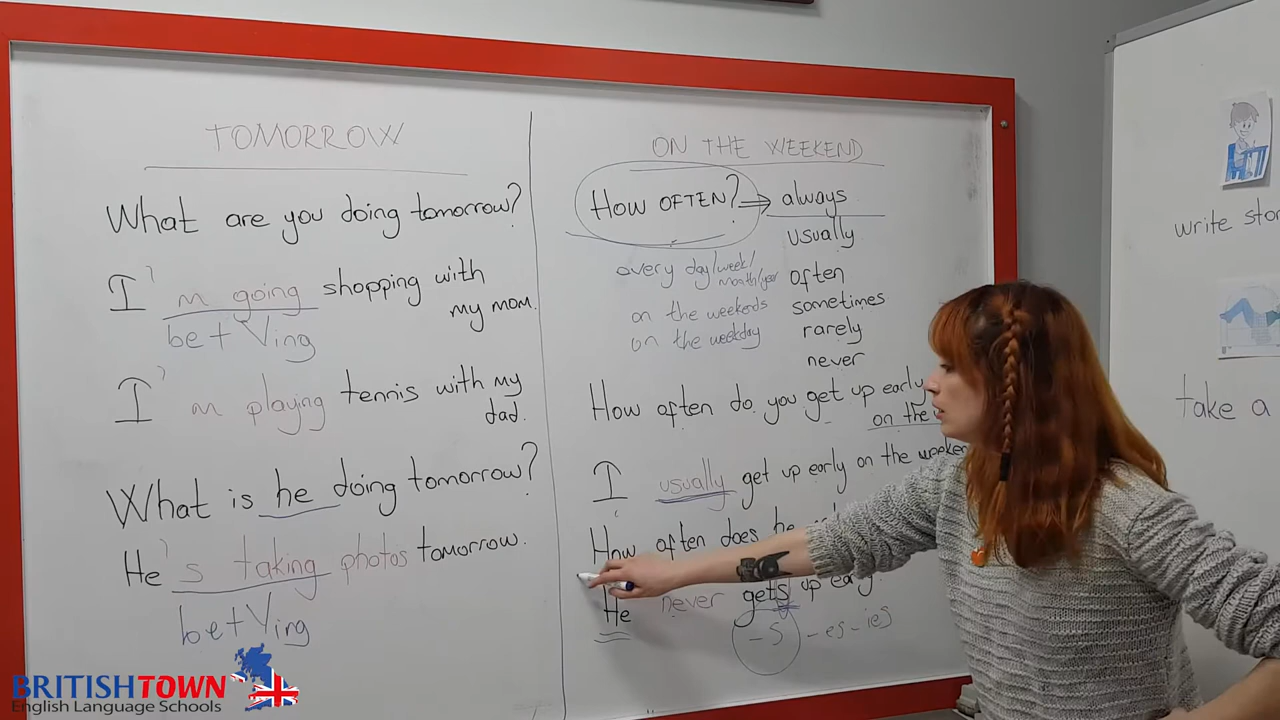 TOMORROW
What are you doing tomorrow?
I'm going shopping with
my mom.
be + Ving
I'm playing tennis with my
dad.
What is he doing tomorrow?
He's taking photos tomorrow.
be + Ving
ON THE WEEKEND
HOW OFTEN? ⇒ always
usually
every day/week/
month/year
often
on the weekends
sometimes
on the weekday
rarely
never
How often do you get up early
on the
I usually get up early on the weeken
How often does he
He never gets up early.
-s -es -ies
write sto
take a
BRITISHTOWN
English Language Schools